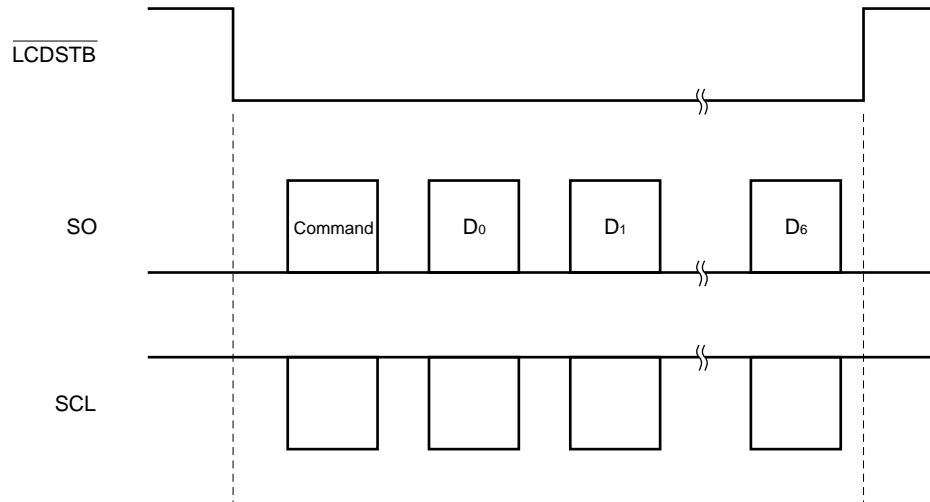 LCDSTB
SO
Command
D0
D1
D6
SCL